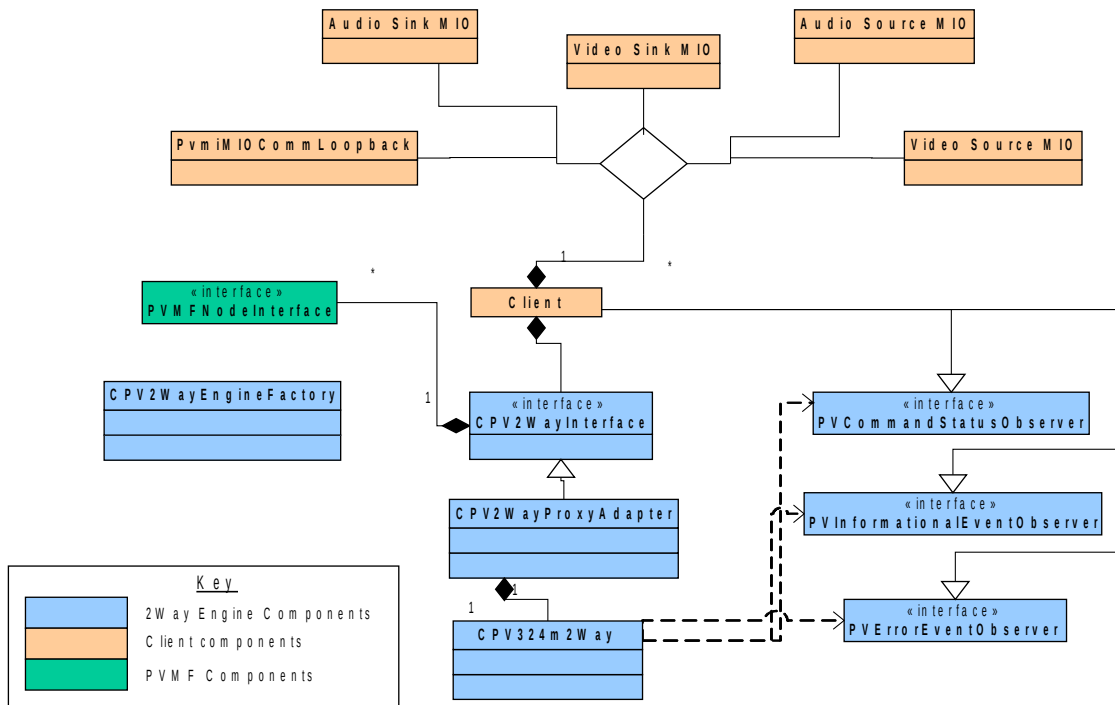 Audio Sink MIO
Video Sink MIO
Audio Source MIO
PvmiMIOCommLoopback
Video Source MIO
1
*
*
«interface»
PVMFNodeInterface
Client
CPV2WayEngineFactory
1
«interface»
CPV2WayInterface
«interface»
PVCommandStatusObserver
CPV2WayProxyAdapter
«interface»
PVInformationalEventObserver
1
1
CPV324m2Way
«interface»
PVErrorEventObserver
Key
2Way Engine Components
Client components
PVMF Components